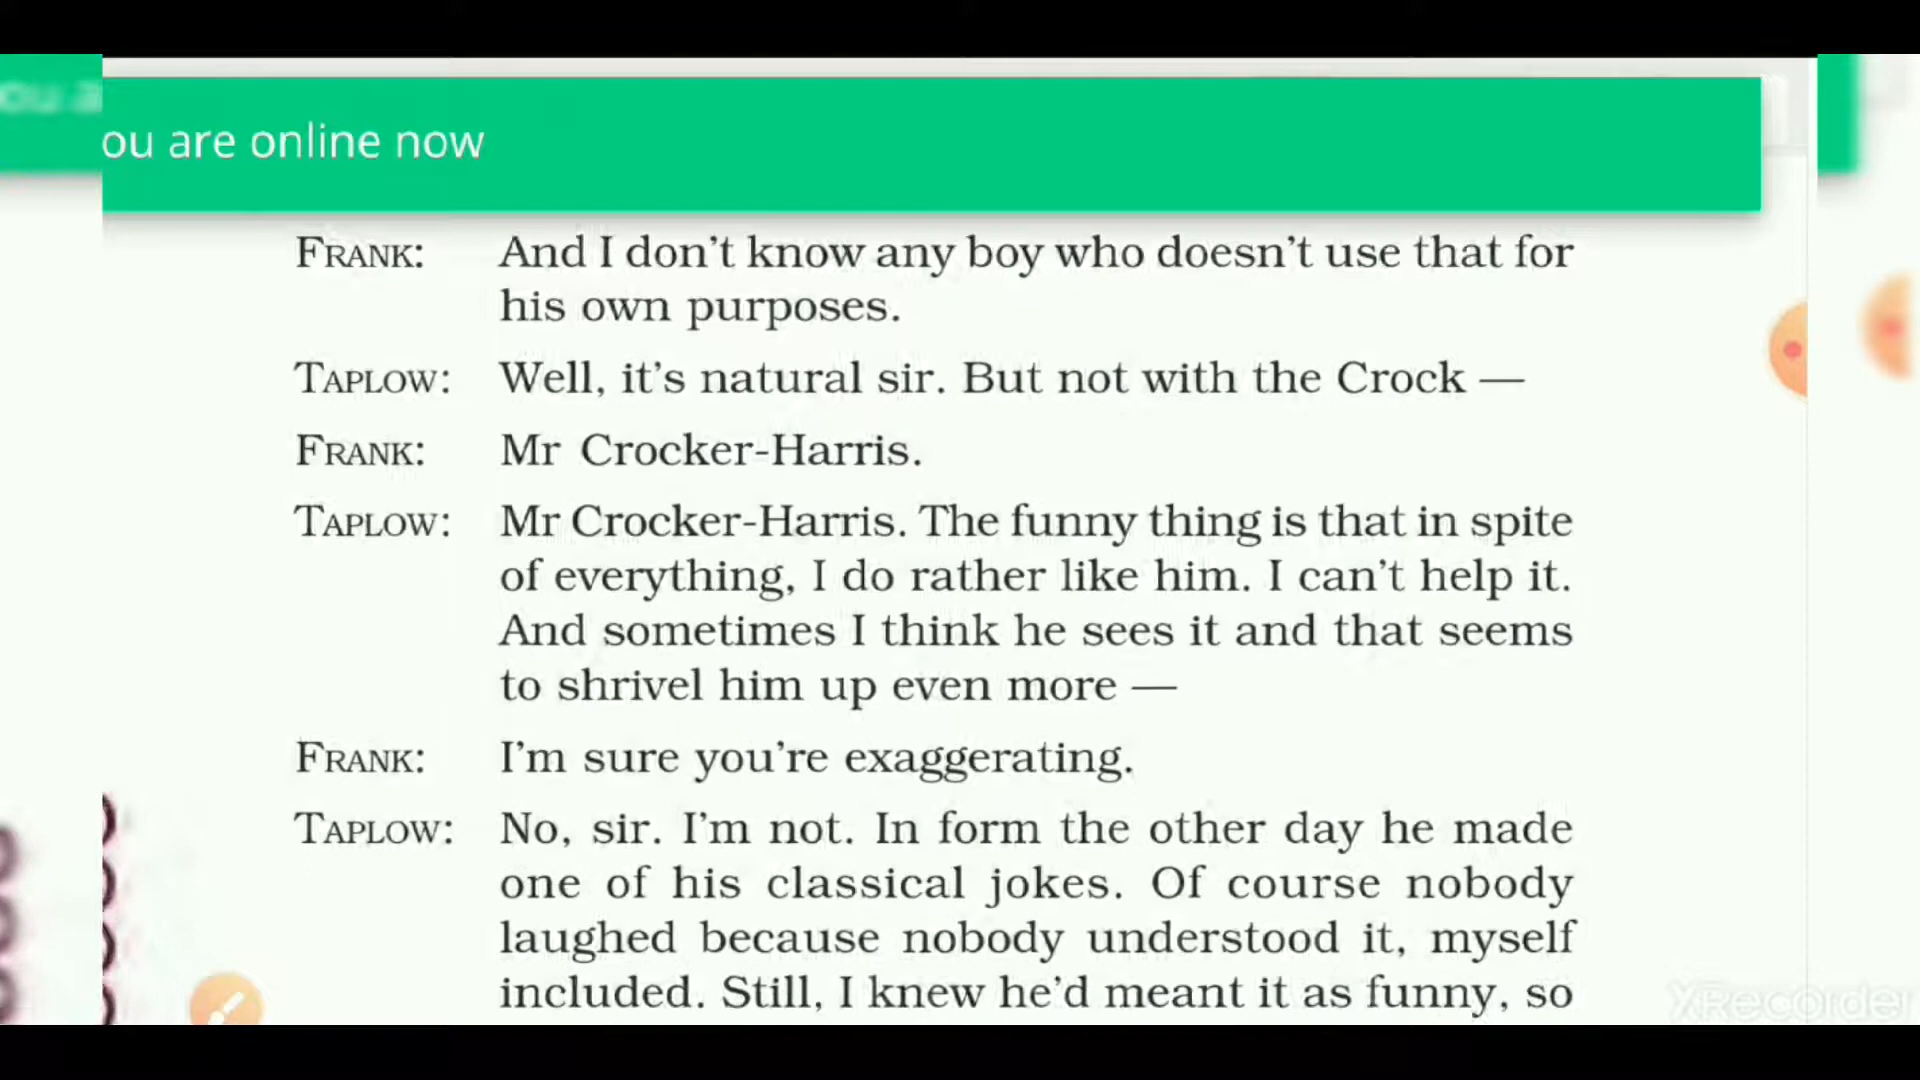 ou are online now
FRANK: And I don't know any boy who doesn't use that for
his own purposes.
TAPLOW: Well, it's natural sir. But not with the Crock —
FRANK: Mr Crocker-Harris.
TAPLOW: Mr Crocker-Harris. The funny thing is that in spite
of everything, I do rather like him. I can't help it.
And sometimes I think he sees it and that seems
to shrivel him up even more —
FRANK: I'm sure you're exaggerating.
TAPLOW: No, sir. I'm not. In form the other day he made
one of his classical jokes. Of course nobody
laughed because nobody understood it, myself
included. Still, I knew he'd meant it as funny, so
XRecorder